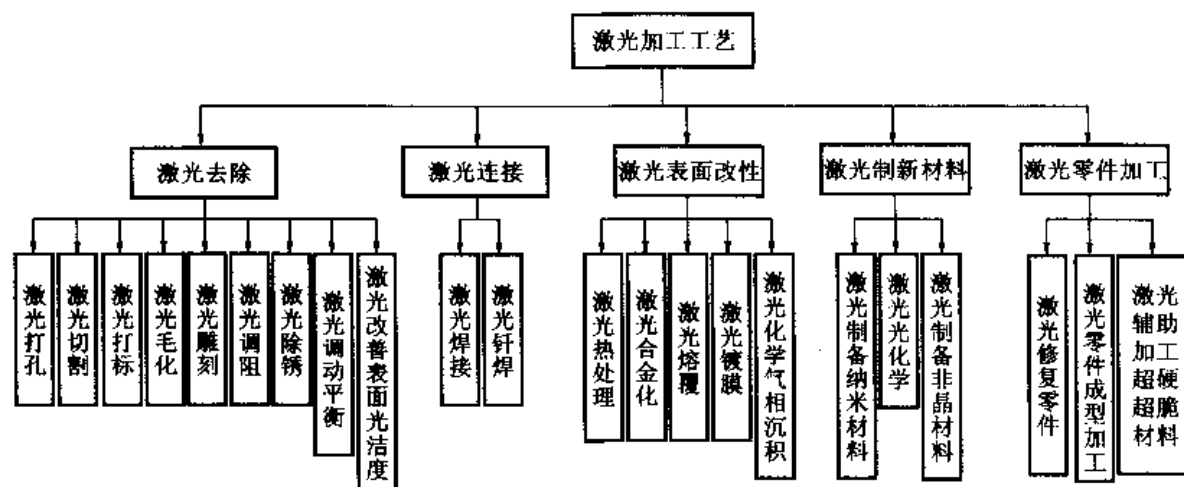 激光加工工艺
激光去除
激光连接
激光表面改性
激光制新材料
激光零件加工
激光打孔
激光切割
激光打标
激光毛化
激光雕刻
激光调阻
激光除锈
激光调动平衡
激光改善表面光洁度
激光焊接
激光钎焊
激光热处理
激光合金化
激光熔覆
激光镀膜
激光化学气相沉积
激光制备纳米材料
激光光化学
激光制备非晶材料
激光修复零件
激光零件成型加工
激光
辅助
加工
超硬
超脆
材料